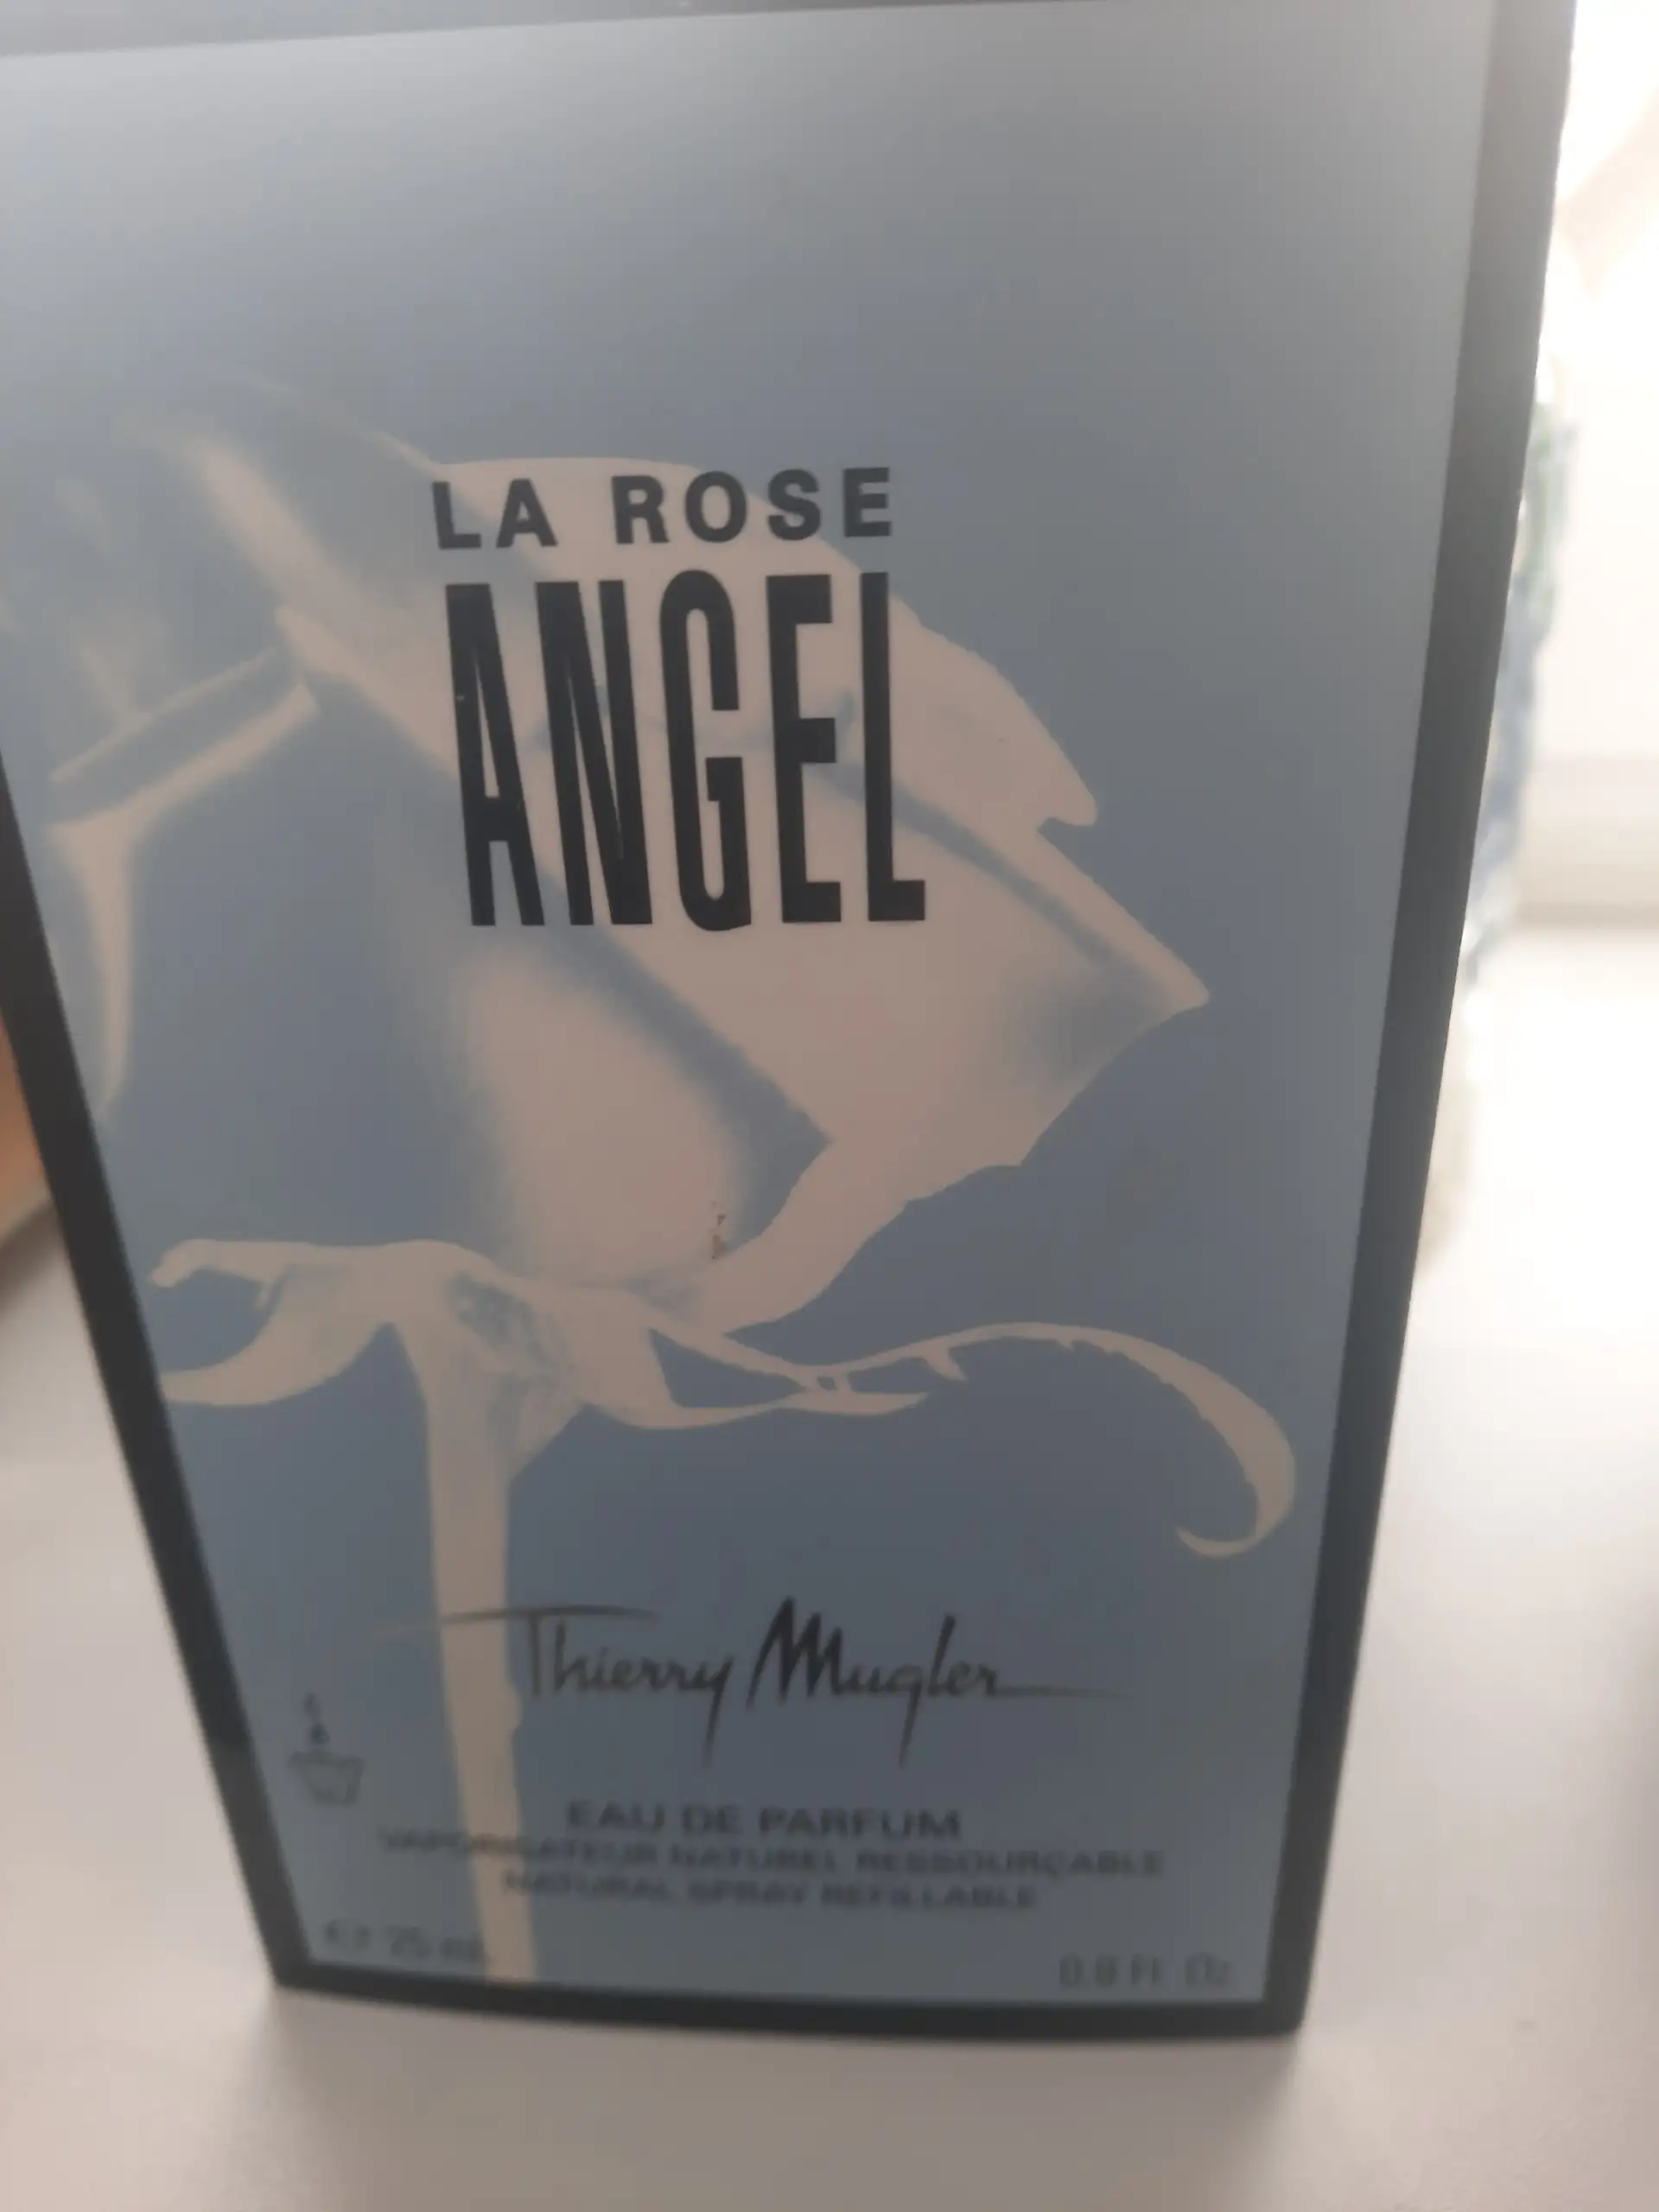 LA ROSE
ANGEL
Thierry Mugler
EAU DE PARFUM
VAPORISATEUR NATUREL RESSOURÇABLE
NATURAL SPRAY REFILLABLE
25 ml
0.8 Fl. Oz.